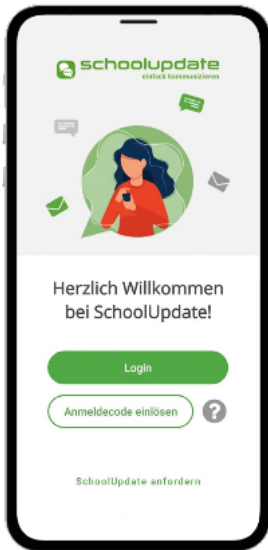 schoolupdate
einfach kommunizieren
Herzlich Willkommen
bei SchoolUpdate!
Login
Anmeldecode einlösen ?
SchoolUpdate anfordern